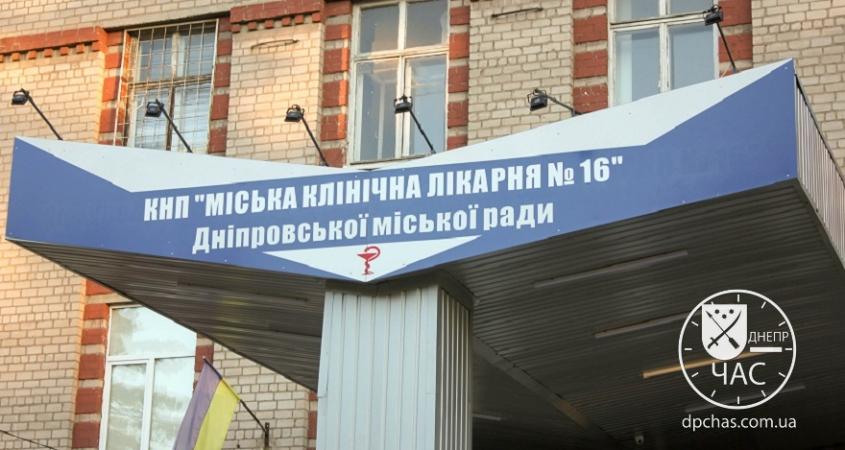 КНП "МІСЬКА КЛІНІЧНА ЛІКАРНЯ № 16"
Дніпровської міської ради
ДНЕПР
ЧАС
dpchas.com.ua